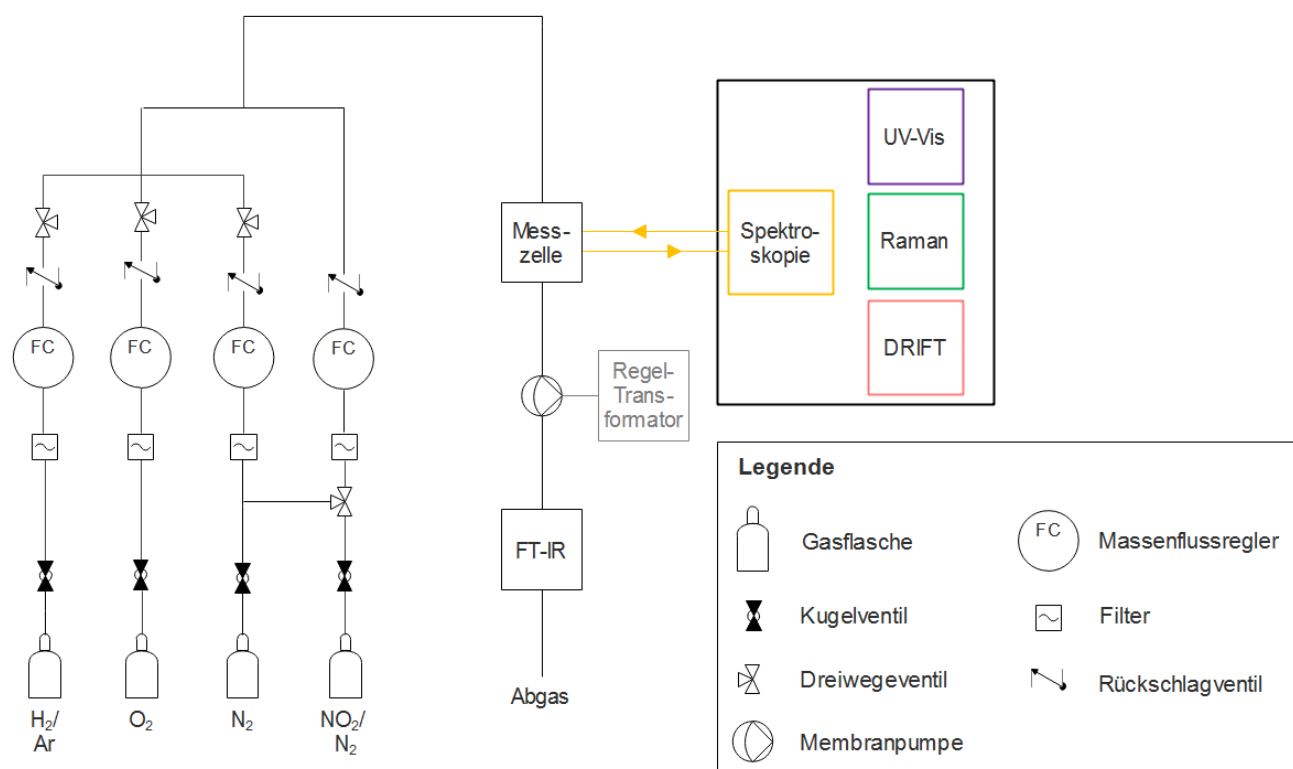 UV-Vis
Mess-
zelle
Spektro-
skopie
Raman
FC
FC
FC
FC
DRIFT
Regel-
Trans-
formator
Legende
FT-IR
Gasflasche
FC
Massenflussregler
Kugelventil
Filter
Dreiwegeventil
Rückschlagventil
Abgas
H₂/
Ar
O₂
N₂
NO₂/
N₂
Membranpumpe